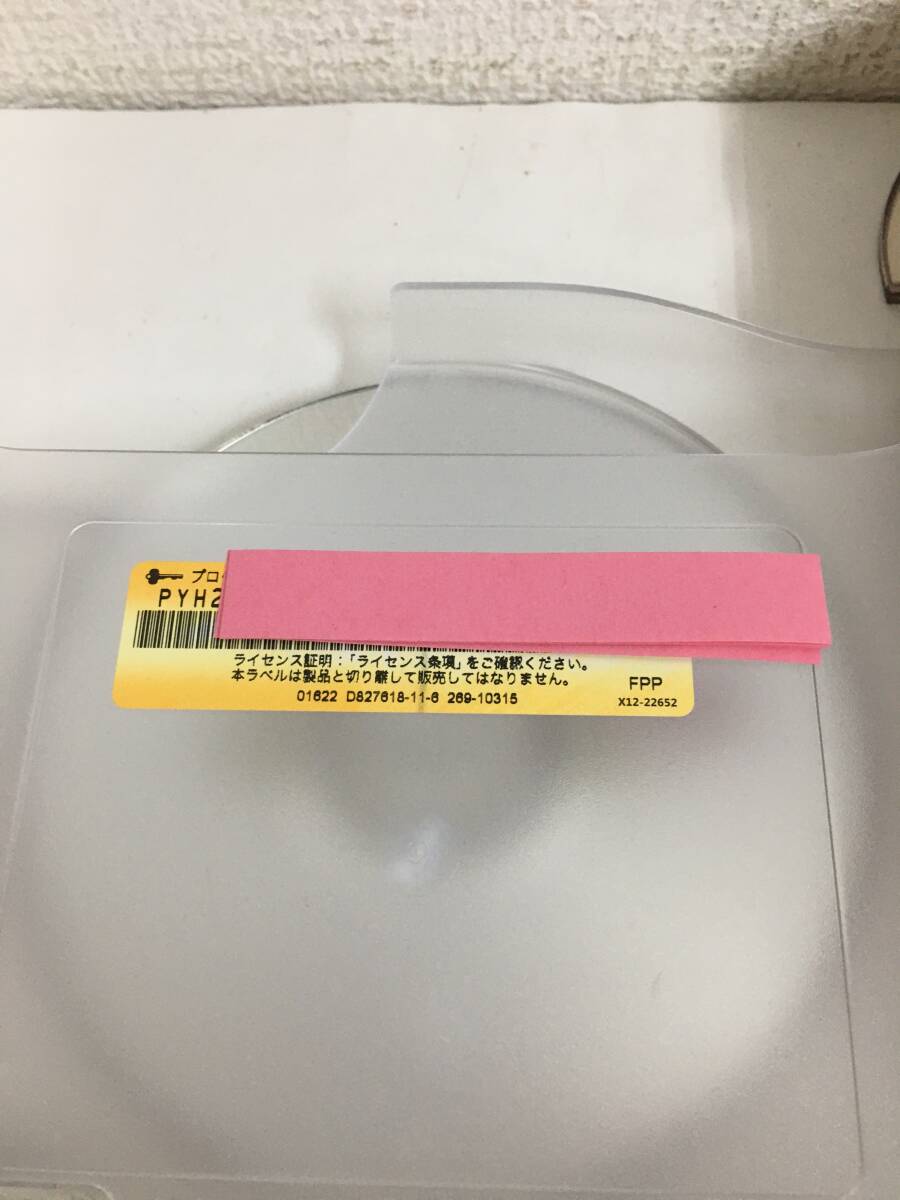 プロ
PYH2
ライセンス証明：「ライセンス条項」をご確認ください。
本ラベルは製品と切り離して販売してはなりません。
FPP
01622 D827618-11-6 269-10315
X12-22652